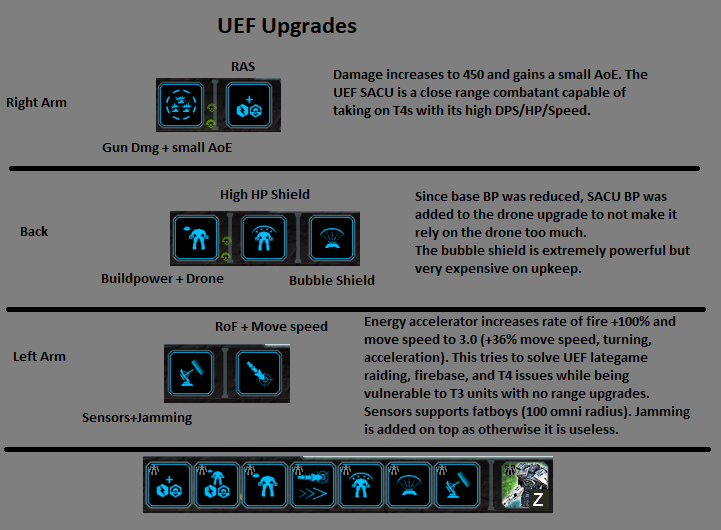 UEF Upgrades
RAS
Right Arm
Gun Dmg + small AoE
Damage increases to 450 and gains a small AoE. The
UEF SACU is a close range combatant capable of
taking on T4s with its high DPS/HP/Speed.
High HP Shield
Back
Buildpower + Drone
Bubble Shield
Since base BP was reduced, SACU BP was
added to the drone upgrade to not make it
rely on the drone too much.
The bubble shield is extremely powerful but
very expensive on upkeep.
RoF + Move speed
Left Arm
Sensors+Jamming
Energy accelerator increases rate of fire +100% and
move speed to 3.0 (+36% move speed, turning,
acceleration). This tries to solve UEF lategame
raiding, firebase, and T4 issues while being
vulnerable to T3 units with no range upgrades.
Sensors supports fatboys (100 omni radius). Jamming
is added on top as otherwise it is useless.
Z